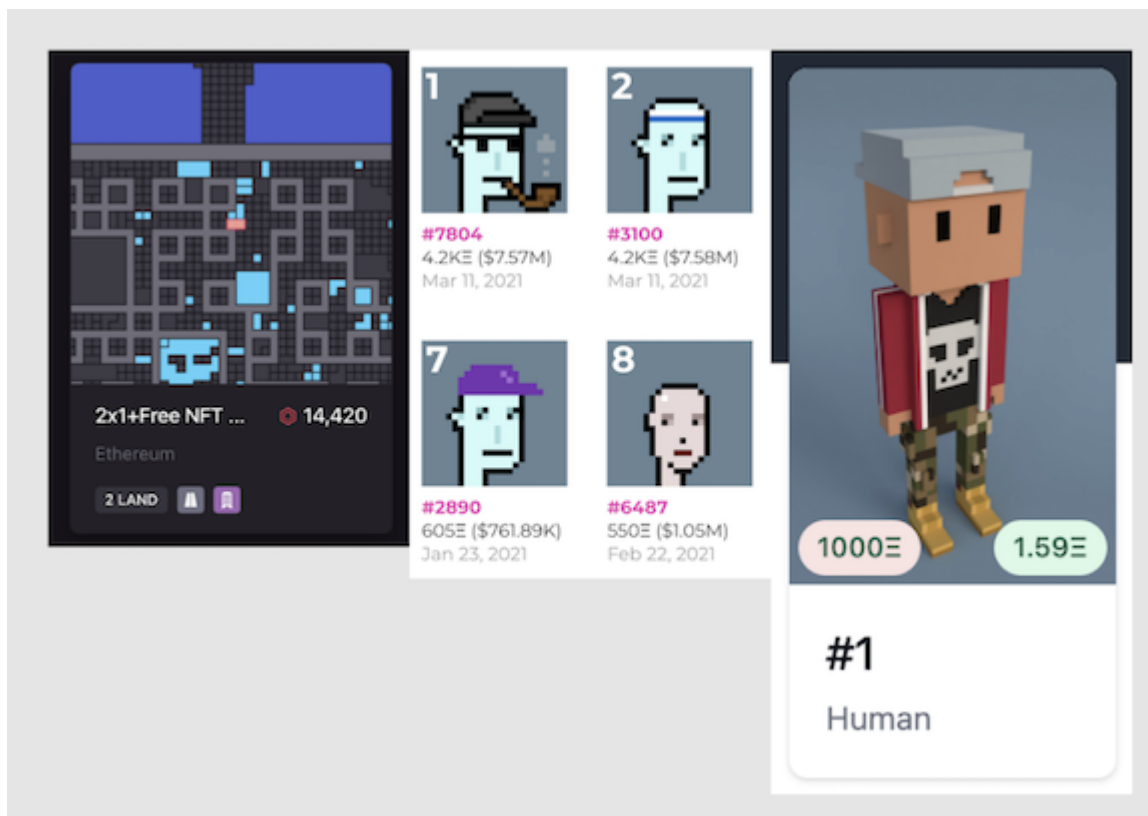 2x1+Free NFT ... 14,420
Ethereum
2 LAND
1
#7804
4.2KΞ ($7.57M)
Mar 11, 2021
2
#3100
4.2KΞ ($7.58M)
Mar 11, 2021
7
#2890
605Ξ ($761.89K)
Jan 23, 2021
8
#6487
550Ξ ($1.05M)
Feb 22, 2021
1000Ξ 1.59Ξ
#1
Human